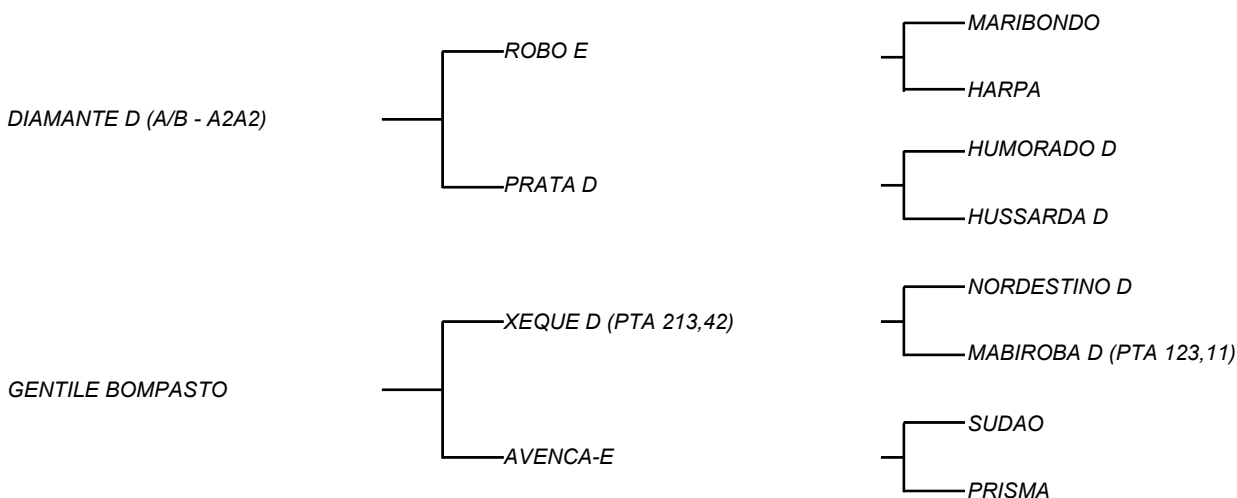 MARIBONDO
ROBO E
HARPA
DIAMANTE D (A/B - A2A2)
HUMORADO D
PRATA D
HUSSARDA D
NORDESTINO D
XEQUE D (PTA 213,42)
MABIROBA D (PTA 123,11)
GENTILE BOMPASTO
SUDAO
AVENCA-E
PRISMA